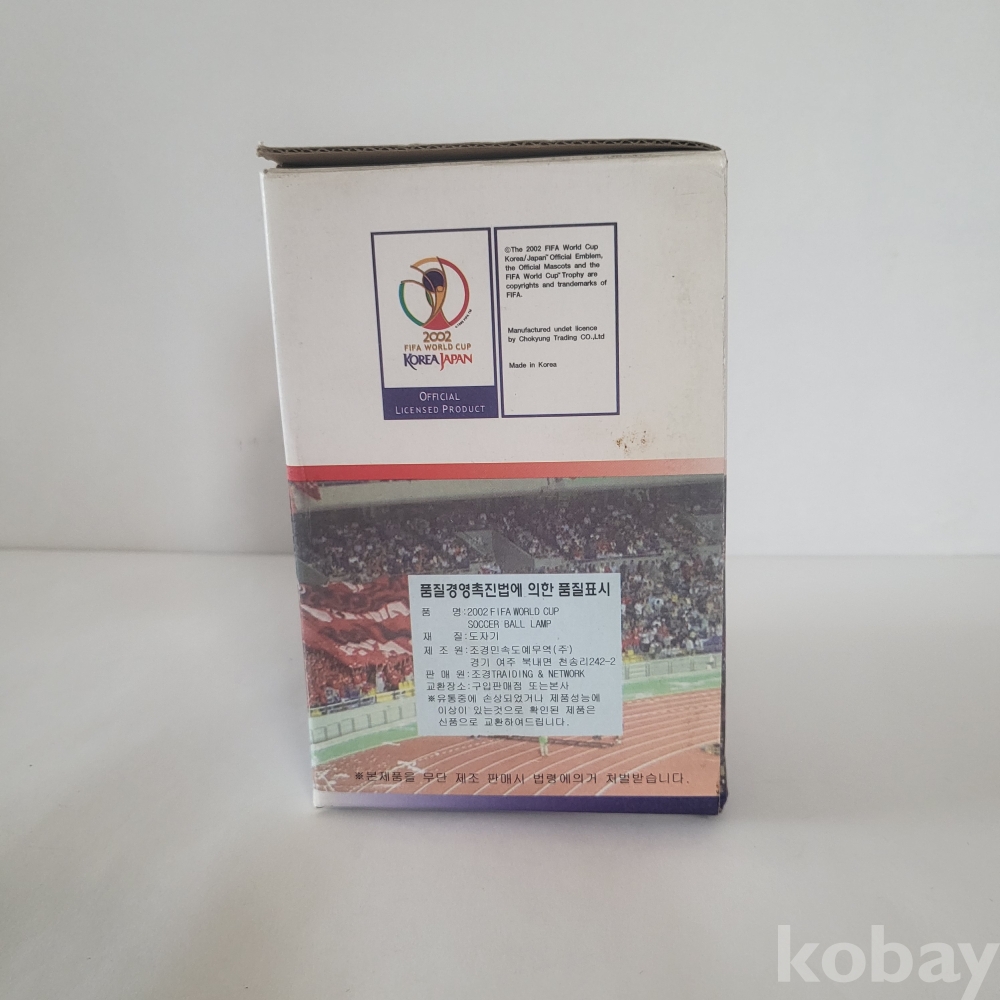 2002
FIFA WORLD CUP
KOREA JAPAN
OFFICIAL
LICENSED PRODUCT
©The 2002 FIFA World Cup
Korea/Japan™Official Emblem,
the Official Mascots and the
FIFA World Cup™Trophy are
copyrights and trandemarks of
FIFA.
Manufactured undet licence
by Chokyung Trading CO.,Ltd
Made in Korea
품질경영촉진법에 의한 품질표시
품 명:2002 FIFA WORLD CUP
SOCCER BALL LAMP
재 질:도자기
제 조 원:조경민속도예무역(주)
경기 여주 북내면 천송리242-2
판 매 원:조경TRAIDING & NETWORK
교환장소:구입판매점 또는본사
※유통중에 손상되었거나 제품성능에
이상이 있는것으로 확인된 제품은
신품으로 교환하여드립니다.
※본제품을 무단 제조 판매시 법령에의거 처벌받습니다.
kobay